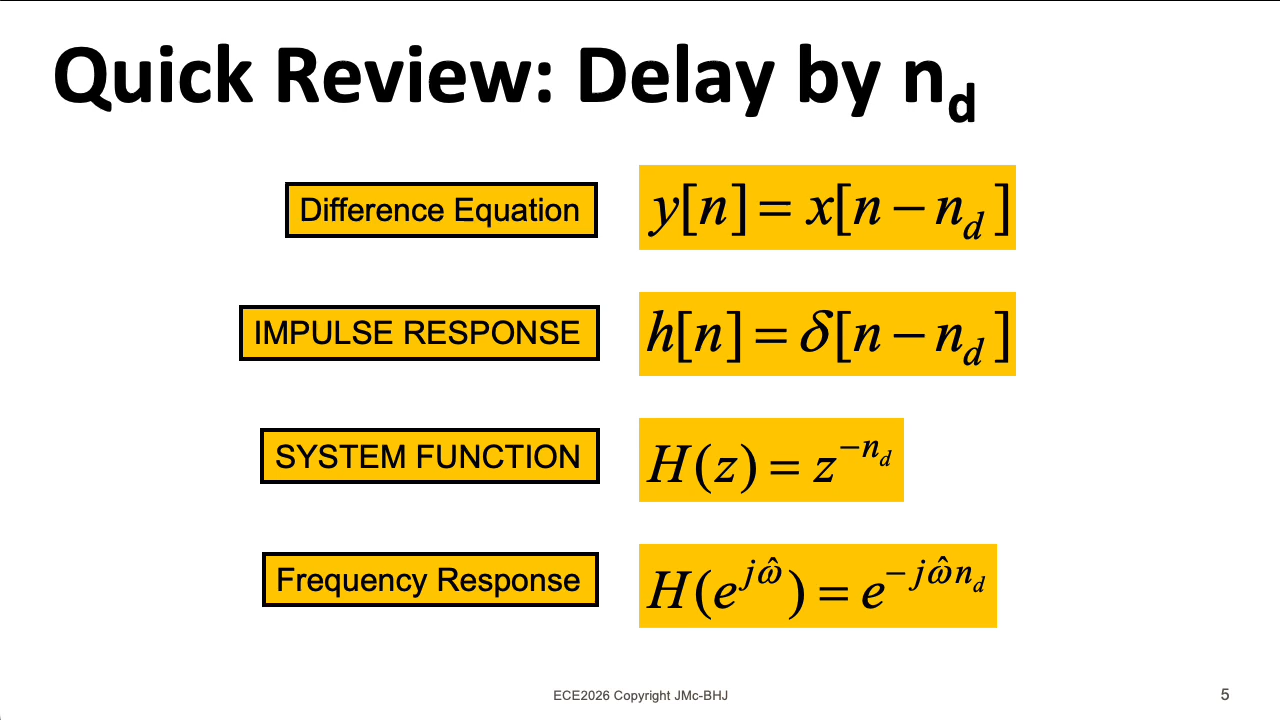 Quick Review: Delay by n_d
Difference Equation
y[n] = x[n − n_d]
IMPULSE RESPONSE
h[n] = δ[n − n_d]
SYSTEM FUNCTION
H(z) = z^{−n_d}
Frequency Response
H(e^{jω̂}) = e^{−jω̂n_d}
ECE2026 Copyright JMc-BHJ
5